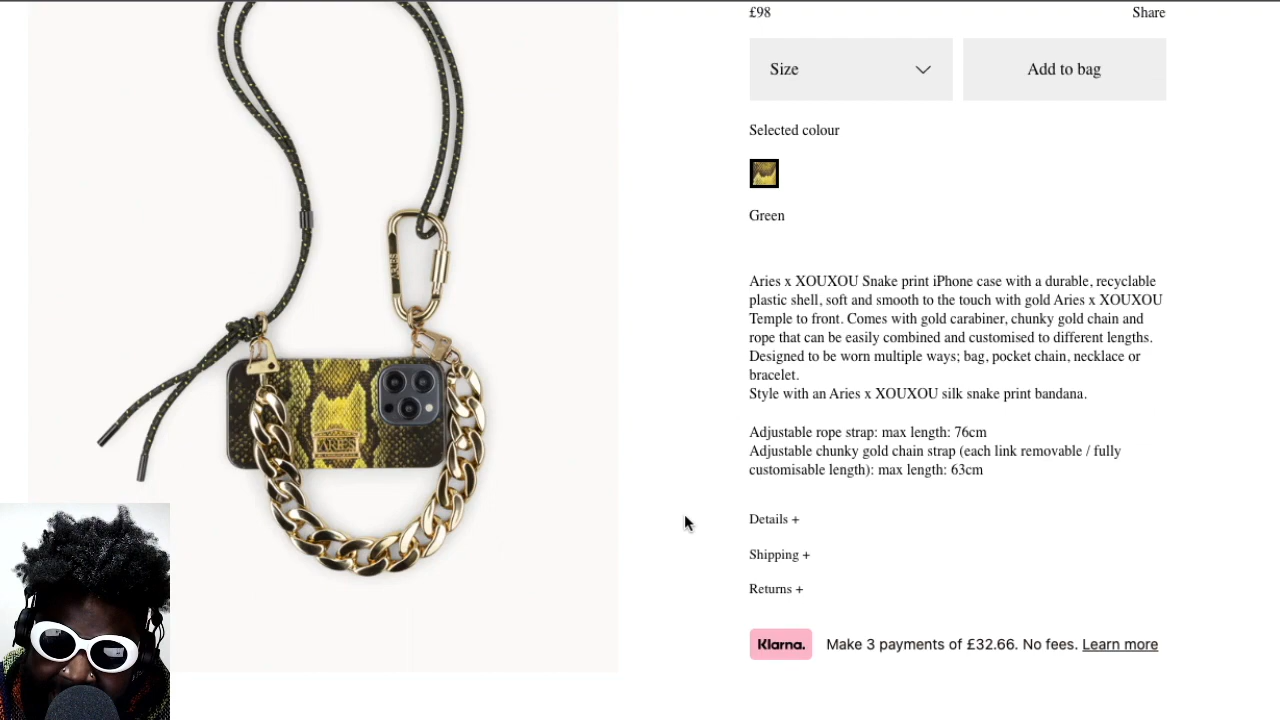 £98
Share
Size
Add to bag
Selected colour
Green
Aries x XOUXOU Snake print iPhone case with a durable, recyclable
plastic shell, soft and smooth to the touch with gold Aries x XOUXOU
Temple to front. Comes with gold carabiner, chunky gold chain and
rope that can be easily combined and customised to different lengths.
Designed to be worn multiple ways; bag, pocket chain, necklace or
bracelet.
Style with an Aries x XOUXOU silk snake print bandana.
Adjustable rope strap: max length: 76cm
Adjustable chunky gold chain strap (each link removable / fully
customisable length): max length: 63cm
Details +
Shipping +
Returns +
Klarna. Make 3 payments of £32.66. No fees. Learn more
ARIES